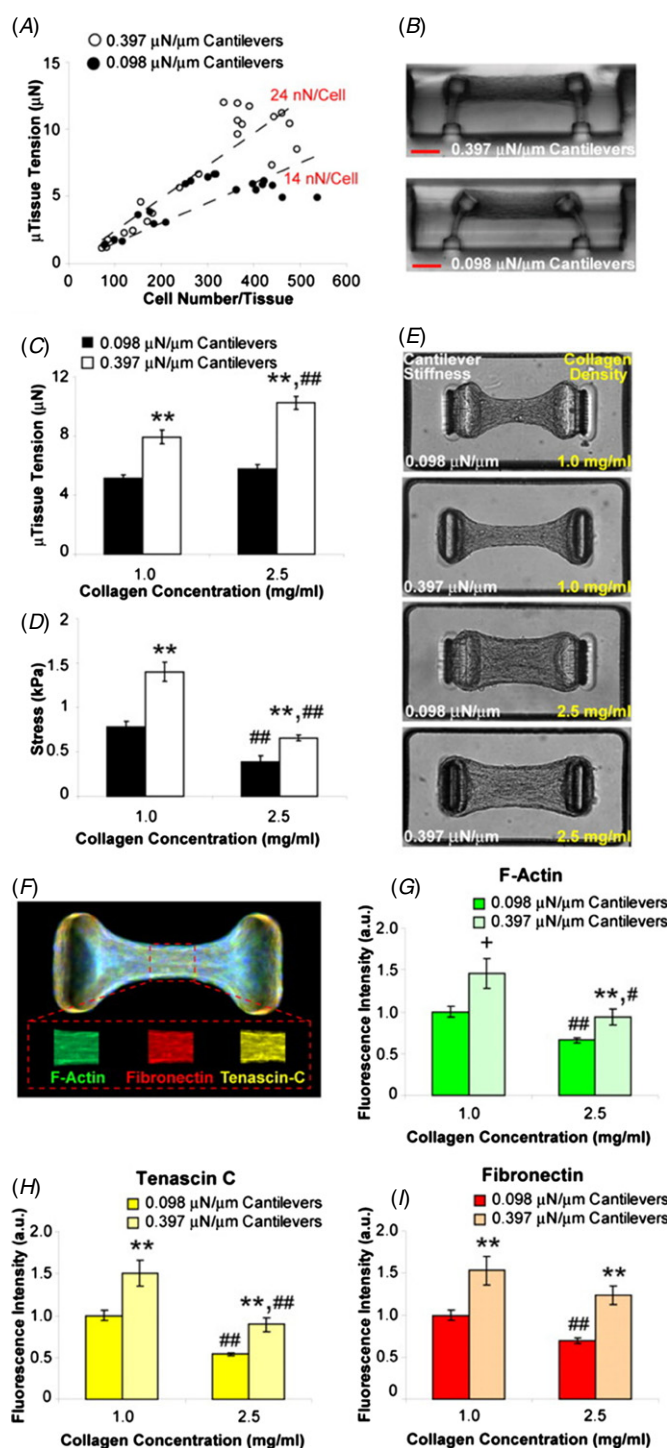 (A)
0.397 µN/µm Cantilevers
0.098 µN/µm Cantilevers
µTissue Tension (µN)
15
10
5
0
24 nN/Cell
14 nN/Cell
0 100 200 300 400 500 600
Cell Number/Tissue
(B)
0.397 µN/µm Cantilevers
0.098 µN/µm Cantilevers
(C)
0.098 µN/µm Cantilevers
0.397 µN/µm Cantilevers
µTissue Tension (µN)
12
8
4
0
**
**,##
1.0 2.5
Collagen Concentration (mg/ml)
(D)
Stress (kPa)
2
1.5
1
0.5
0
**
##
**,##
1.0 2.5
Collagen Concentration (mg/ml)
(E)
Cantilever Stiffness
Collagen Density
0.098 µN/µm 1.0 mg/ml
0.397 µN/µm 1.0 mg/ml
0.098 µN/µm 2.5 mg/ml
0.397 µN/µm 2.5 mg/ml
(F)
F-Actin Fibronectin Tenascin-C
(G)
F-Actin
0.098 µN/µm Cantilevers
0.397 µN/µm Cantilevers
Fluorescence Intensity (a.u.)
2.0
1.5
1.0
0.5
0
+
##
**,#
1.0 2.5
Collagen Concentration (mg/ml)
(H)
Tenascin C
0.098 µN/µm Cantilevers
0.397 µN/µm Cantilevers
Fluorescence Intensity (a.u.)
2.0
1.5
1.0
0.5
0
**
##
**,##
1.0 2.5
Collagen Concentration (mg/ml)
(I)
Fibronectin
0.098 µN/µm Cantilevers
0.397 µN/µm Cantilevers
Fluorescence Intensity (a.u.)
2.0
1.5
1.0
0.5
0
**
##
**
1.0 2.5
Collagen Concentration (mg/ml)